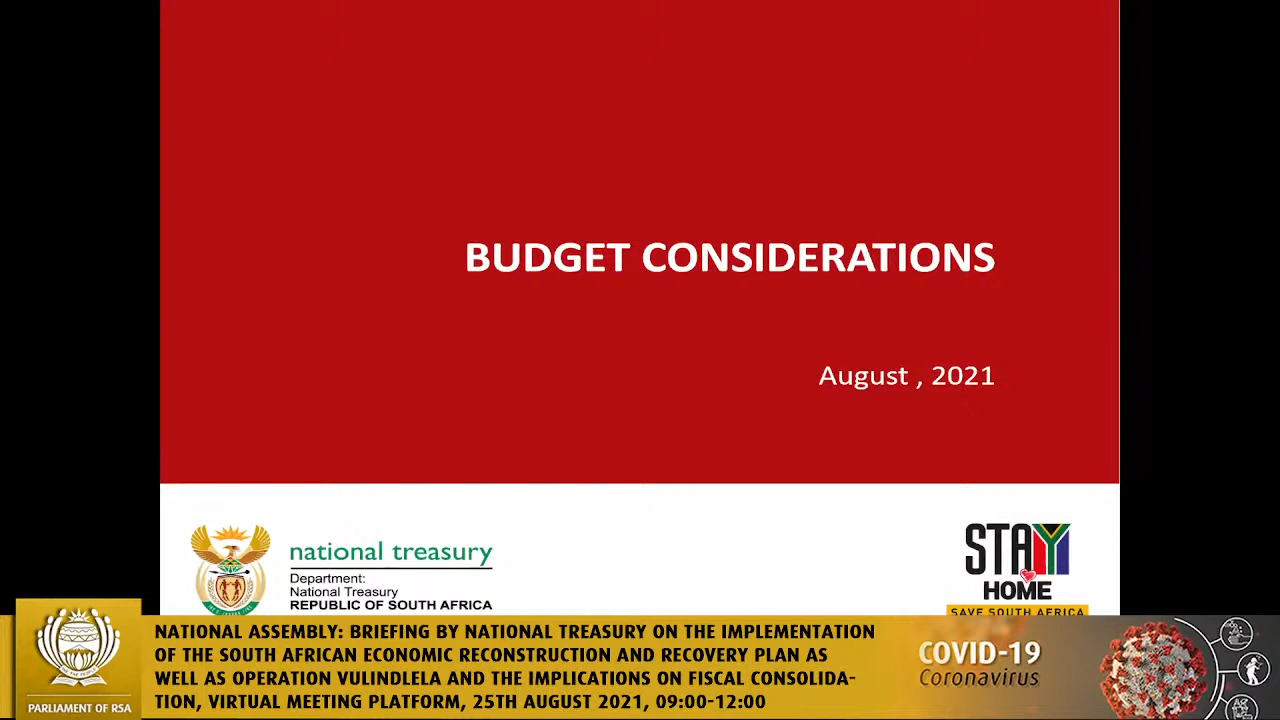 BUDGET CONSIDERATIONS
August , 2021
national treasury
Department:
National Treasury
REPUBLIC OF SOUTH AFRICA
STAY
HOME
SAVE SOUTH AFRICA
PARLIAMENT OF RSA
NATIONAL ASSEMBLY: BRIEFING BY NATIONAL TREASURY ON THE IMPLEMENTATION
OF THE SOUTH AFRICAN ECONOMIC RECONSTRUCTION AND RECOVERY PLAN AS
WELL AS OPERATION VULINDLELA AND THE IMPLICATIONS ON FISCAL CONSOLIDA-
TION, VIRTUAL MEETING PLATFORM, 25TH AUGUST 2021, 09:00-12:00
COVID-19
Coronavirus